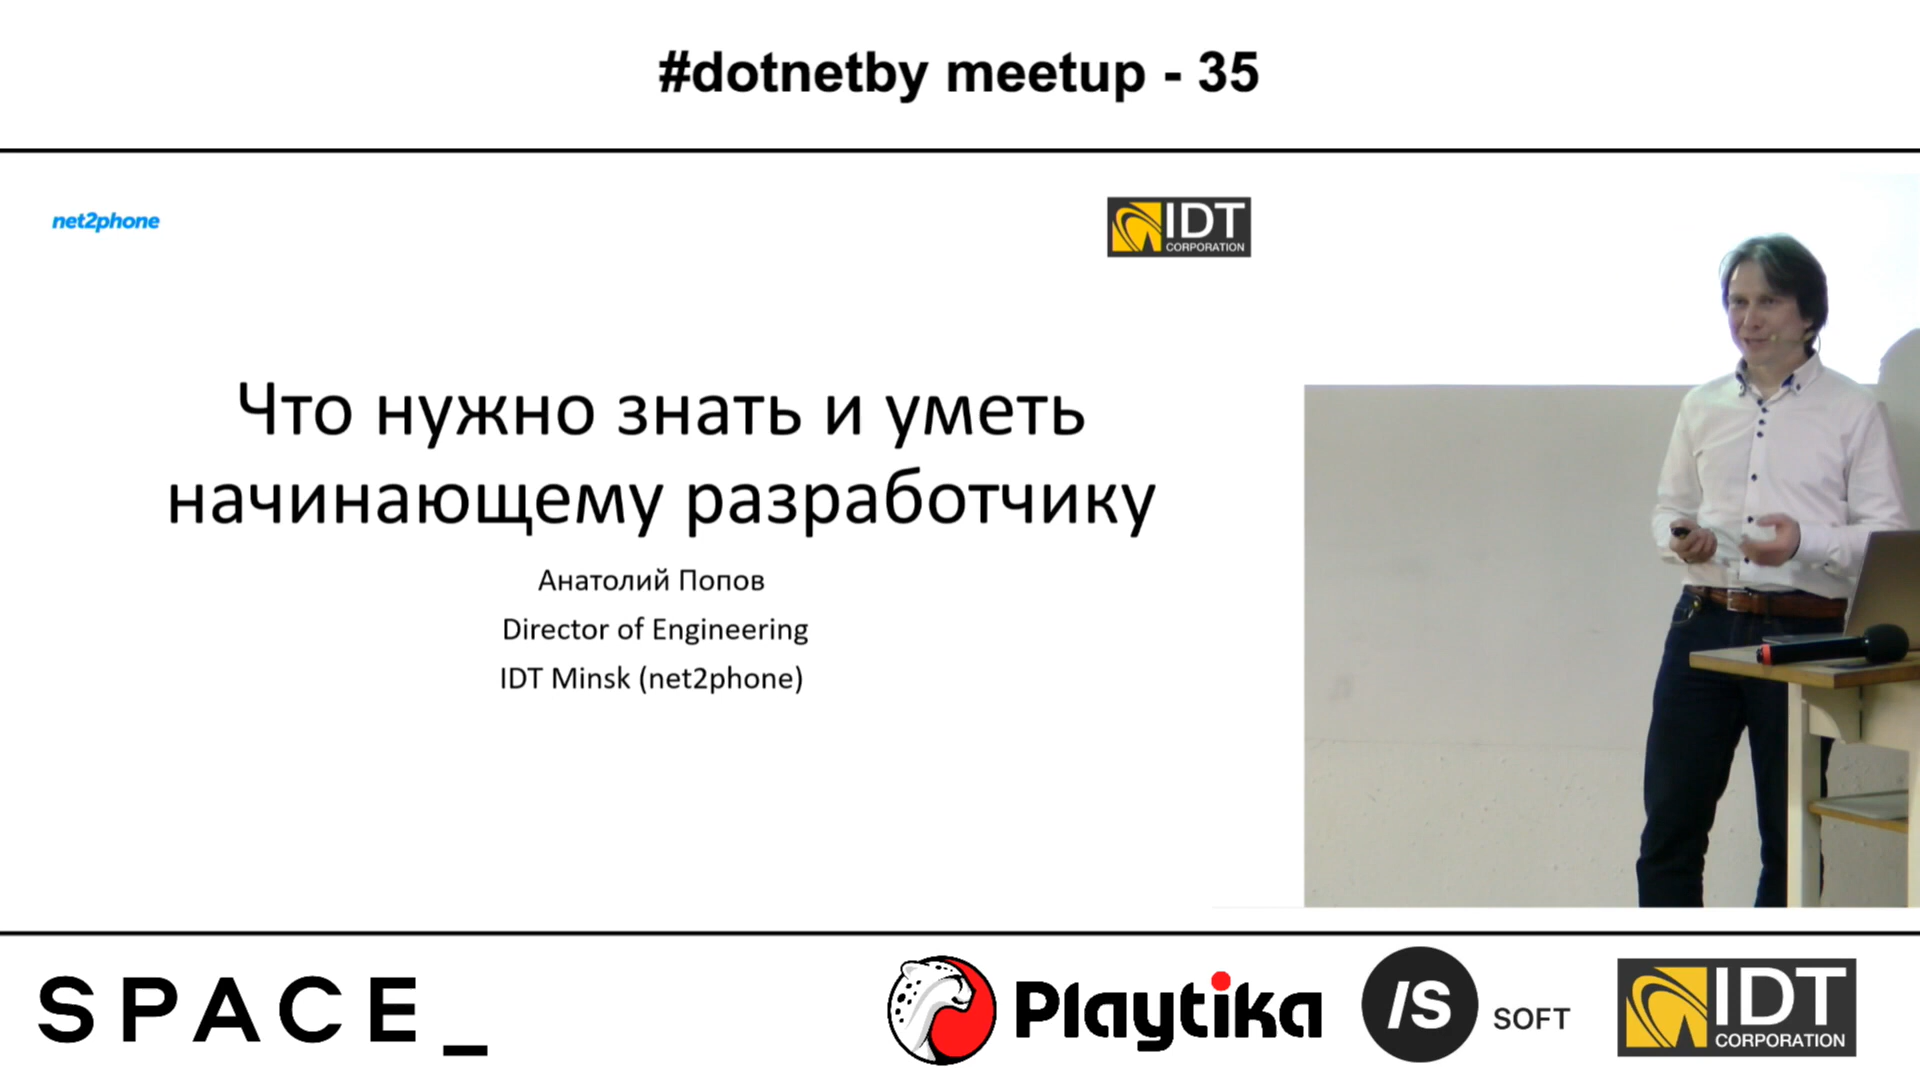 #dotnetby meetup - 35
net2phone
IDT
CORPORATION
Что нужно знать и уметь
начинающему разработчику
Анатолий Попов
Director of Engineering
IDT Minsk (net2phone)
SPACE_
Playtika
/S SOFT
IDT
CORPORATION